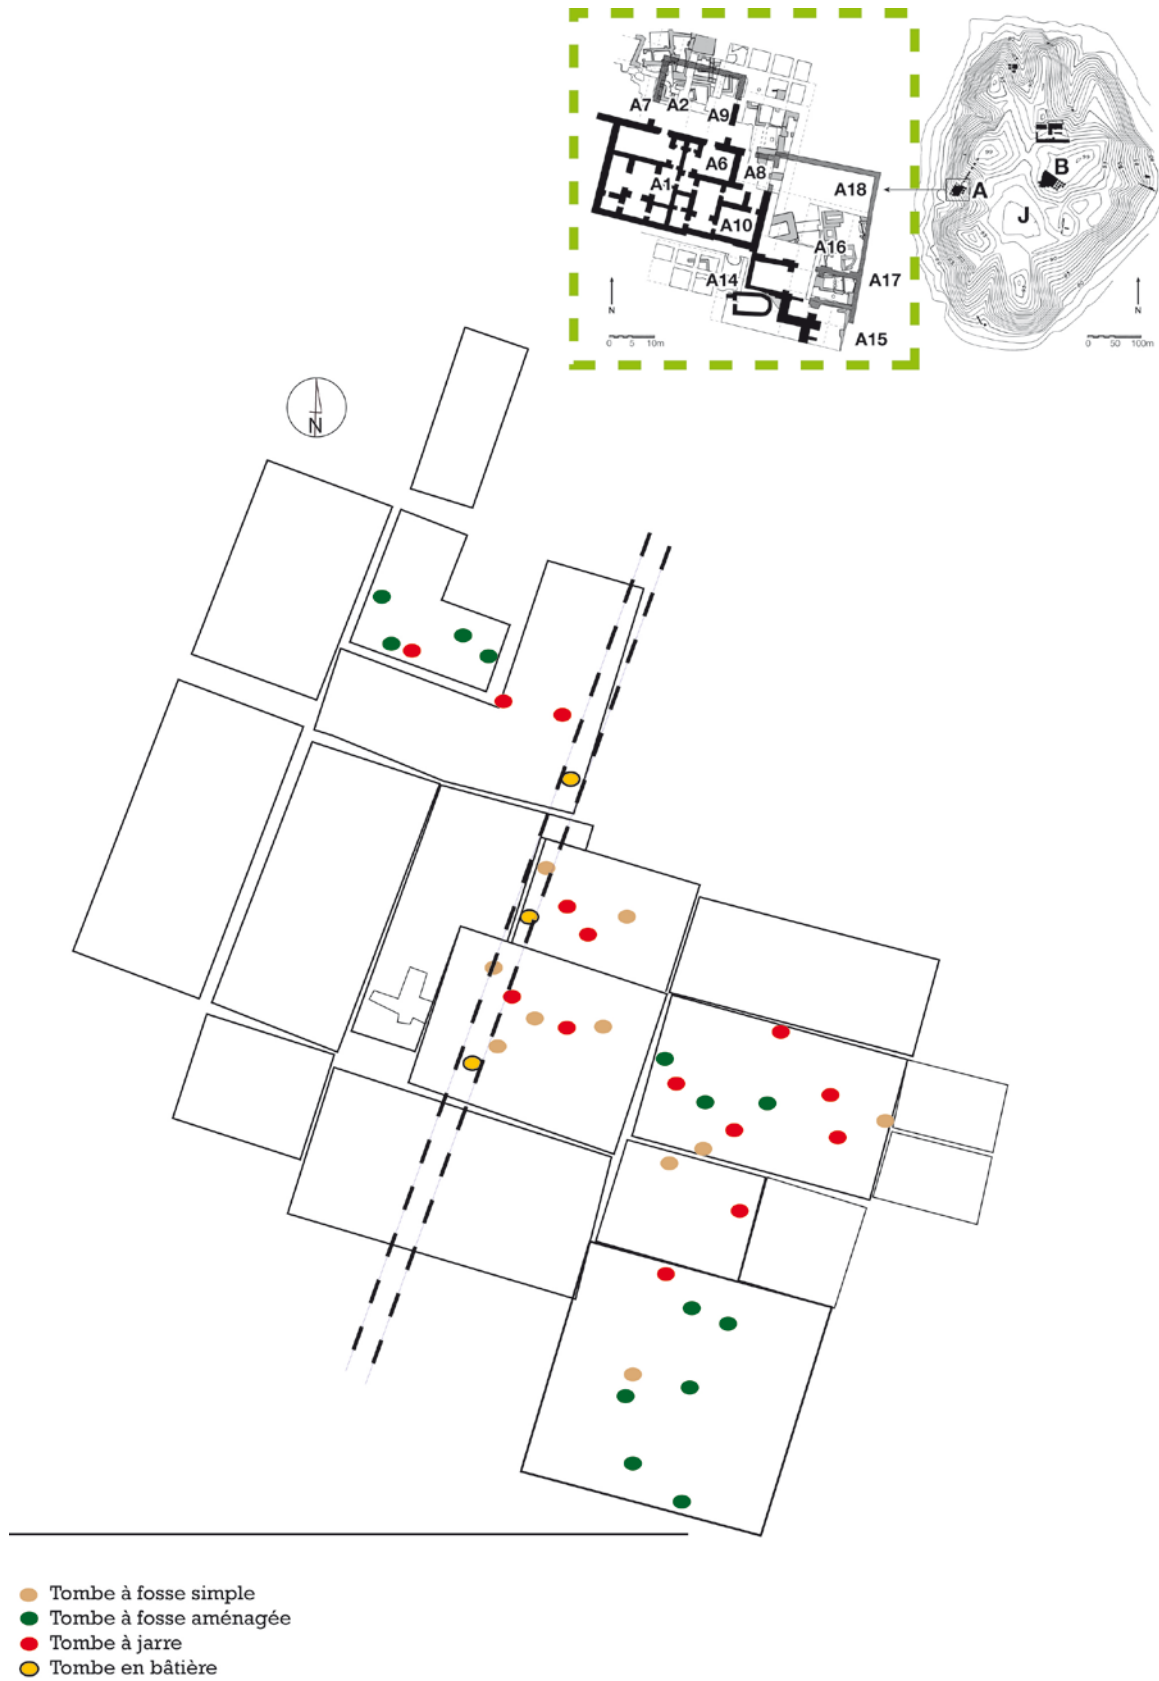 A7
A2
A9
A6
A8
A1
A18
A10
A16
A14
A17
A15
N
0 5 10m
A
B
J
N
0 50 100m
N
Tombe à fosse simple
Tombe à fosse aménagée
Tombe à jarre
Tombe en bâtière